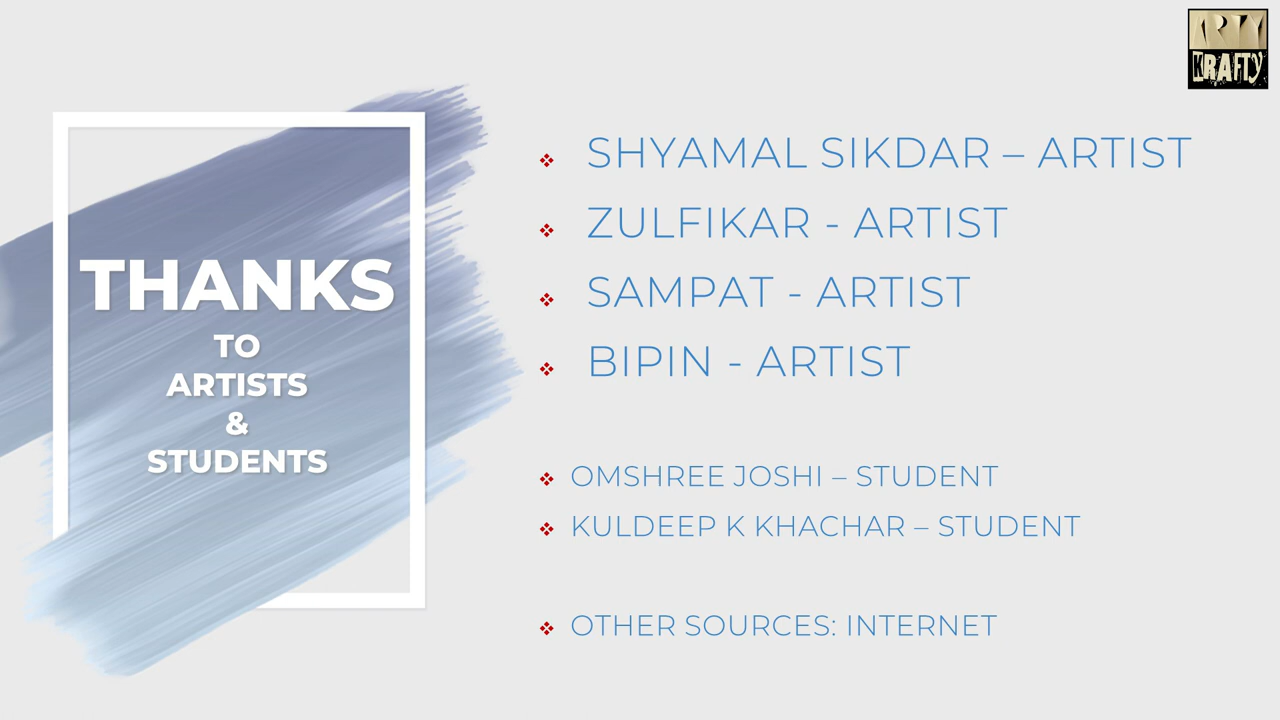 ARTY
KRAFTY
THANKS
TO
ARTISTS
&
STUDENTS
SHYAMAL SIKDAR – ARTIST
ZULFIKAR - ARTIST
SAMPAT - ARTIST
BIPIN - ARTIST
OMSHREE JOSHI – STUDENT
KULDEEP K KHACHAR – STUDENT
OTHER SOURCES: INTERNET